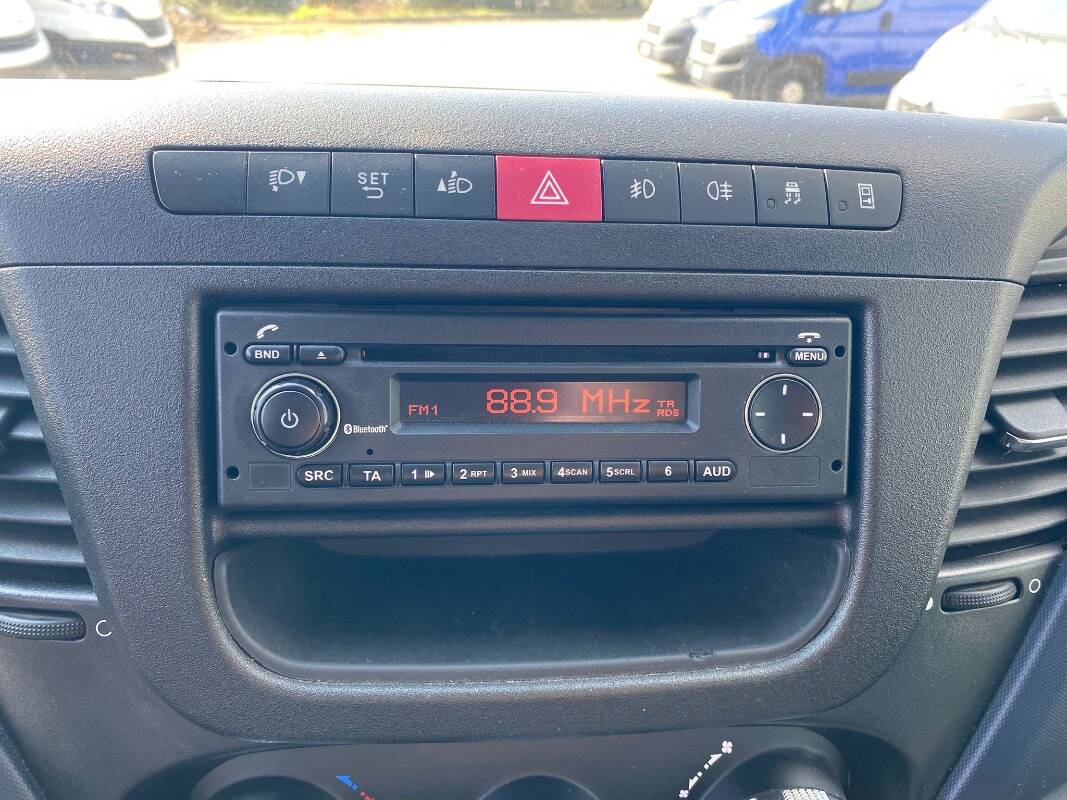 SET
BND
MENU
FM1 88.9 MHz TA
RDS
Bluetooth
SRC TA 1 2 RPT 3 MIX 4 SCAN 5 SCRL 6 AUD